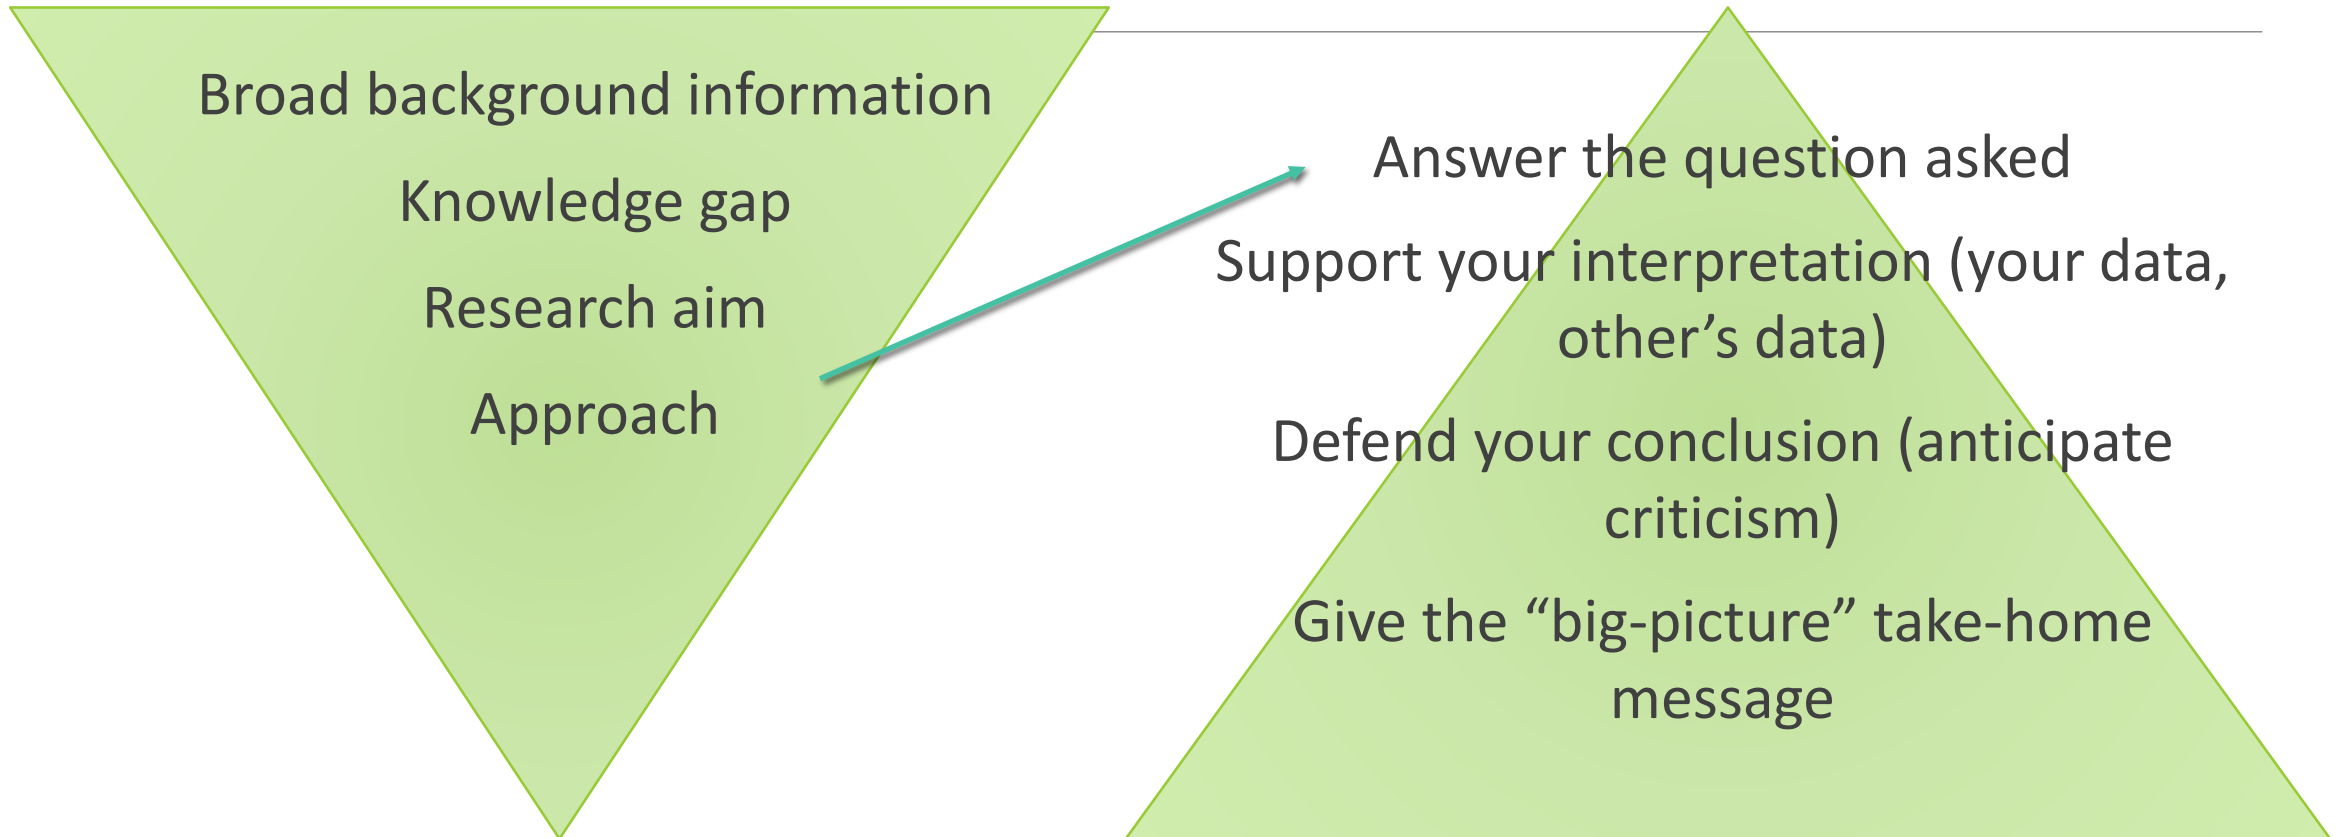 Broad background information
Knowledge gap
Research aim
Approach
Answer the question asked
Support your interpretation (your data,
other’s data)
Defend your conclusion (anticipate
criticism)
Give the “big-picture” take-home
message